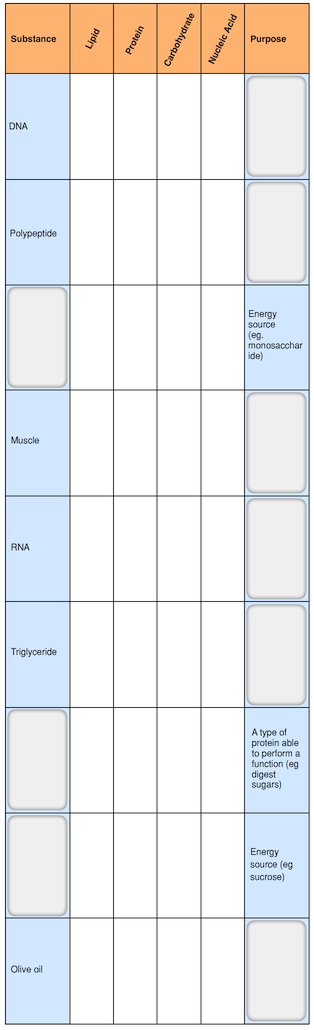 Substance
Lipid
Protein
Carbohydrate
Nucleic Acid
Purpose
DNA
Polypeptide
Energy
source
(eg.
monosacchar
ide)
Muscle
RNA
Triglyceride
A type of
protein able
to perform a
function (eg
digest
sugars)
Energy
source (eg
sucrose)
Olive oil